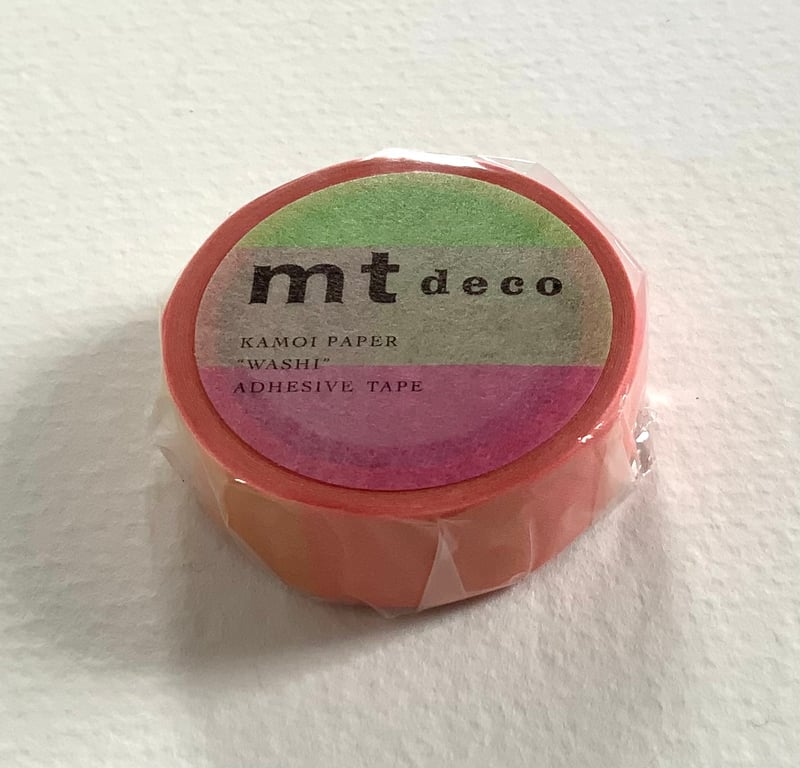 mt deco
KAMOI PAPER
“WASHI”
ADHESIVE TAPE